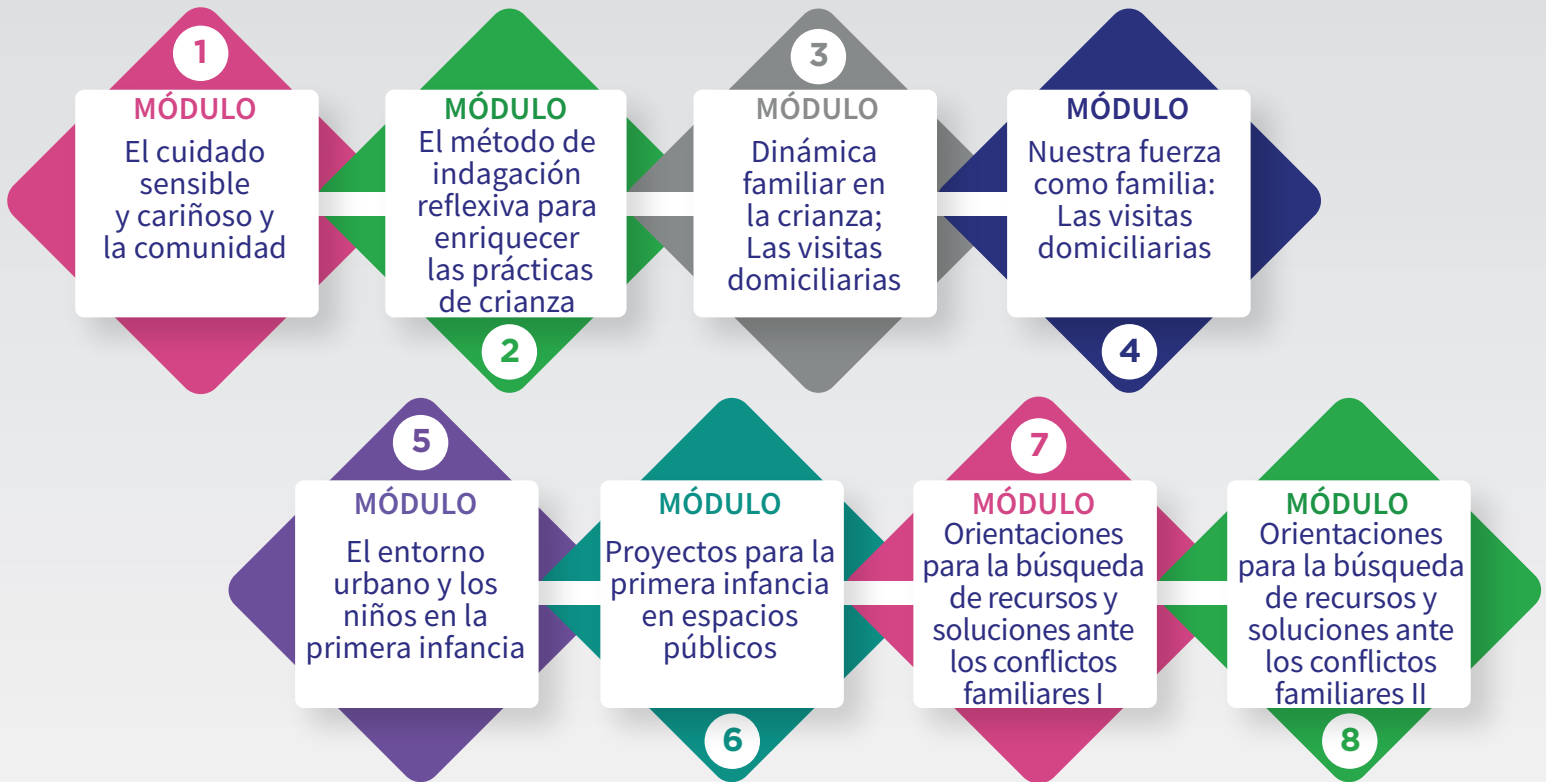 1
MÓDULO
El cuidado
sensible
y cariñoso y
la comunidad
MÓDULO
El método de
indagación
reflexiva para
enriquecer
las prácticas
de crianza
2
3
MÓDULO
Dinámica
familiar en
la crianza;
Las visitas
domiciliarias
MÓDULO
Nuestra fuerza
como familia:
Las visitas
domiciliarias
4
5
MÓDULO
El entorno
urbano y los
niños en la
primera infancia
MÓDULO
Proyectos para la
primera infancia
en espacios
públicos
6
7
MÓDULO
Orientaciones
para la búsqueda
de recursos y
soluciones ante
los conflictos
familiares I
MÓDULO
Orientaciones
para la búsqueda
de recursos y
soluciones ante
los conflictos
familiares II
8